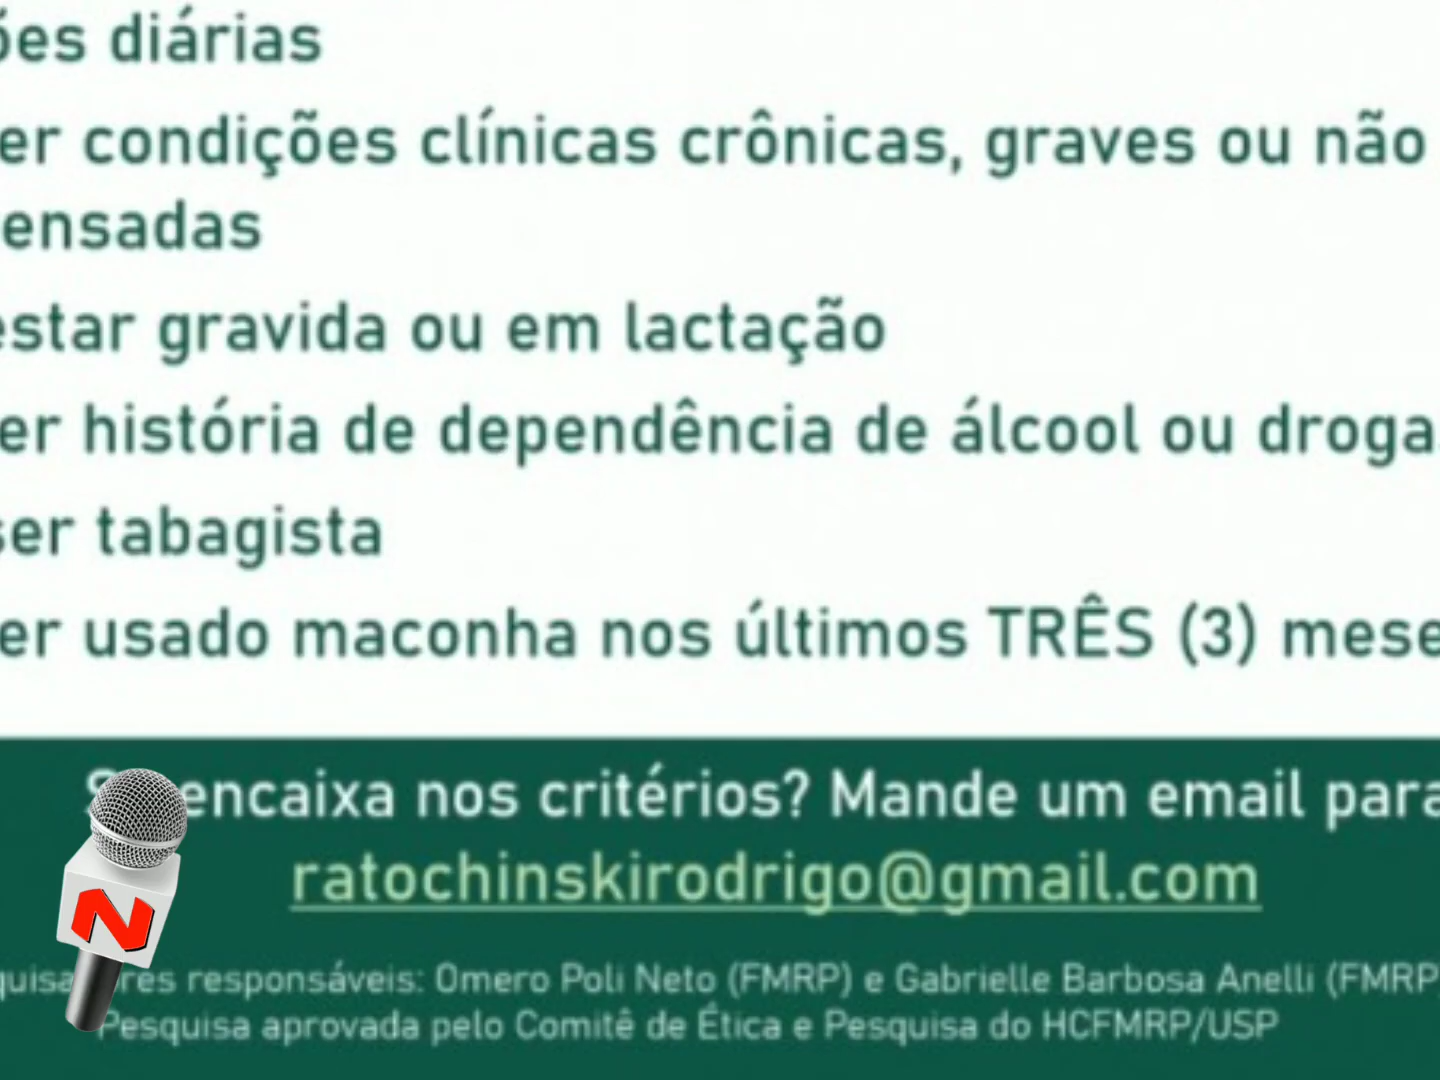 ões diárias
er condições clínicas crônicas, graves ou não
ensadas
estar gravida ou em lactação
er história de dependência de álcool ou droga
ser tabagista
er usado maconha nos últimos TRÊS (3) mese
encaixa nos critérios? Mande um email para
ratochinskirodrigo@gmail.com
N
responsáveis: Omero Poli Neto (FMRP) e Gabrielle Barbosa Anelli (FMRP
Pesquisa aprovada pelo Comitê de Ética e Pesquisa do HCFMRP/USP